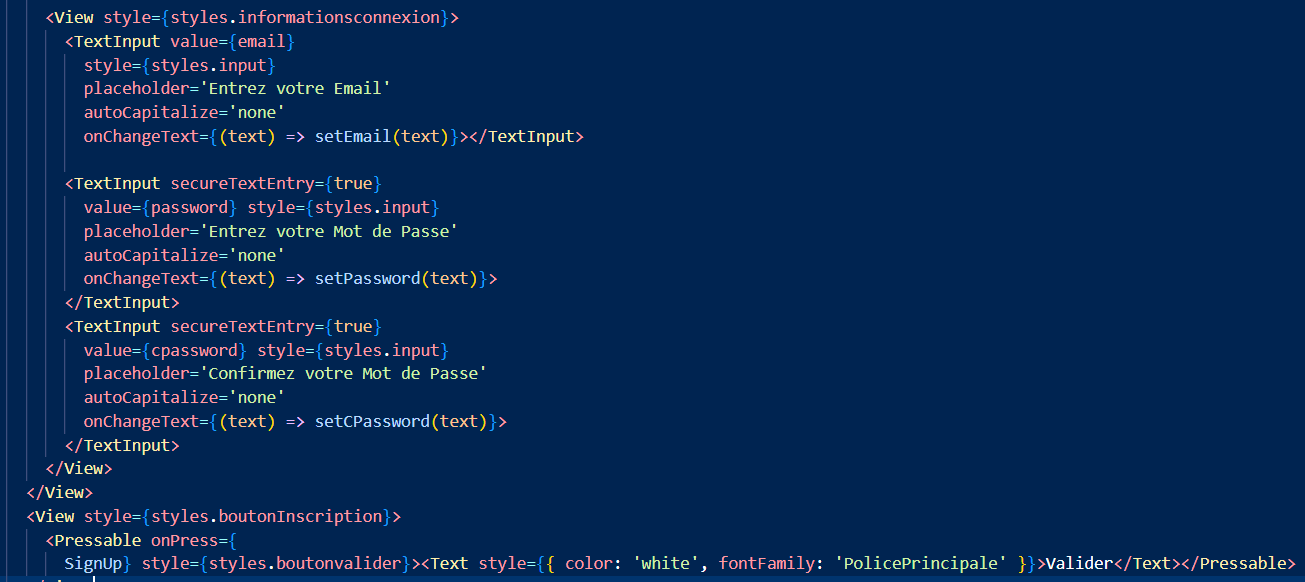 <View style={styles.informationsconnexion}>
<TextInput value={email}
style={styles.input}
placeholder='Entrez votre Email'
autoCapitalize='none'
onChangeText={(text) => setEmail(text)}></TextInput>
<TextInput secureTextEntry={true}
value={password} style={styles.input}
placeholder='Entrez votre Mot de Passe'
autoCapitalize='none'
onChangeText={(text) => setPassword(text)}>
</TextInput>
<TextInput secureTextEntry={true}
value={cpassword} style={styles.input}
placeholder='Confirmez votre Mot de Passe'
autoCapitalize='none'
onChangeText={(text) => setCPassword(text)}>
</TextInput>
</View>
</View>
<View style={styles.boutonInscription}>
<Pressable onPress={
SignUp} style={styles.boutonvalider}><Text style={{ color: 'white', fontFamily: 'PolicePrincipale' }}>Valider</Text></Pressable>